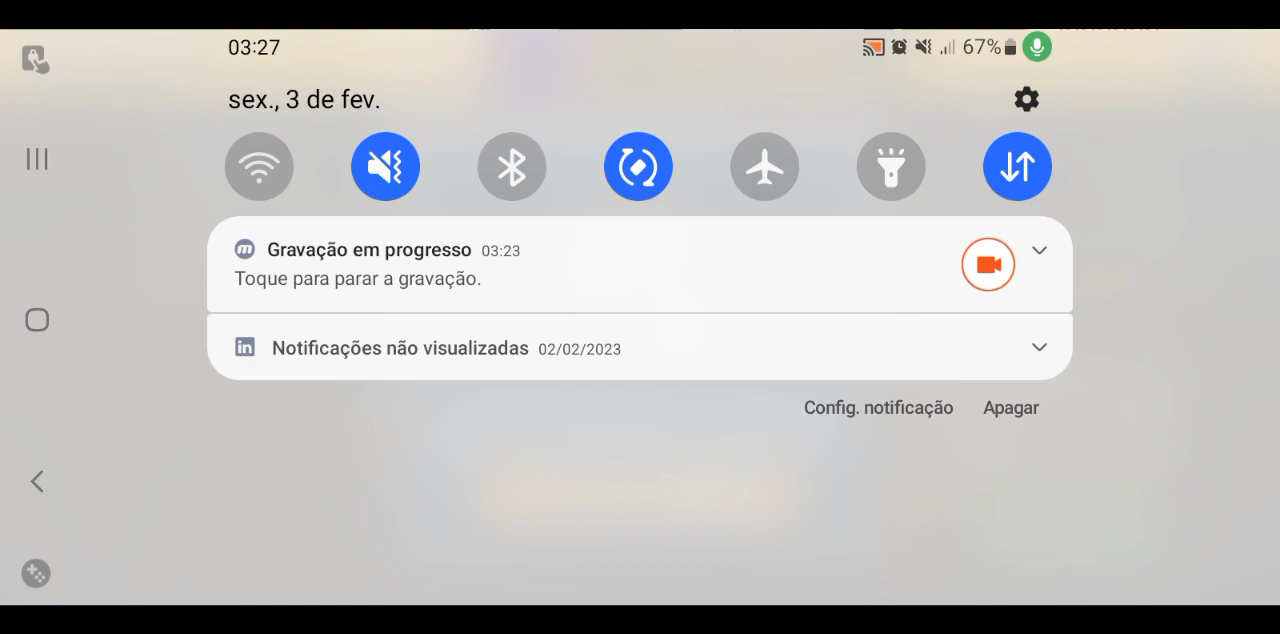 03:27
67%
sex., 3 de fev.
Gravação em progresso 03:23
Toque para parar a gravação.
in Notificações não visualizadas 02/02/2023
Config. notificação Apagar